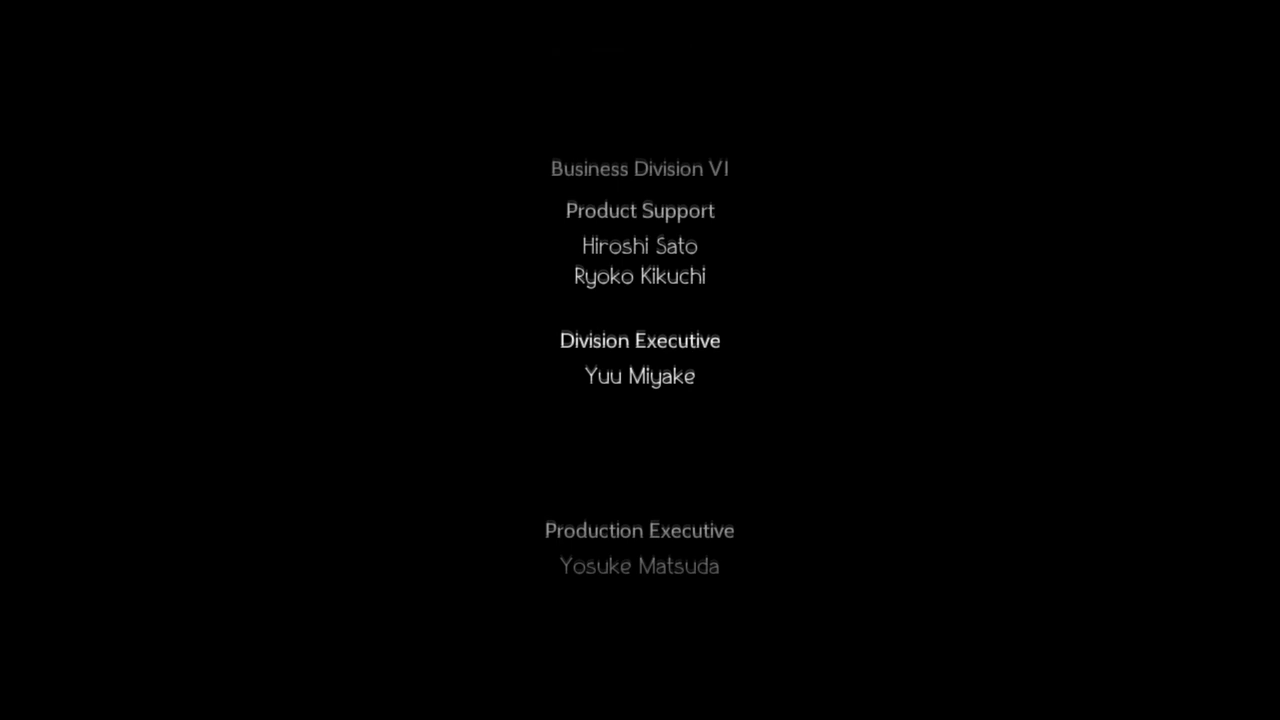 Business Division VI
Product Support
Hiroshi Sato
Ryoko Kikuchi
Division Executive
Yuu Miyake
Production Executive
Yosuke Matsuda